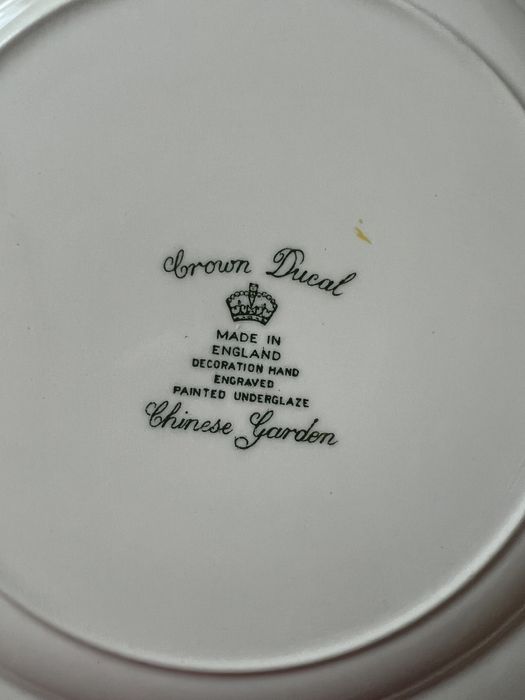 Crown Ducal
MADE IN
ENGLAND
DECORATION HAND
ENGRAVED
PAINTED UNDERGLAZE
Chinese Garden